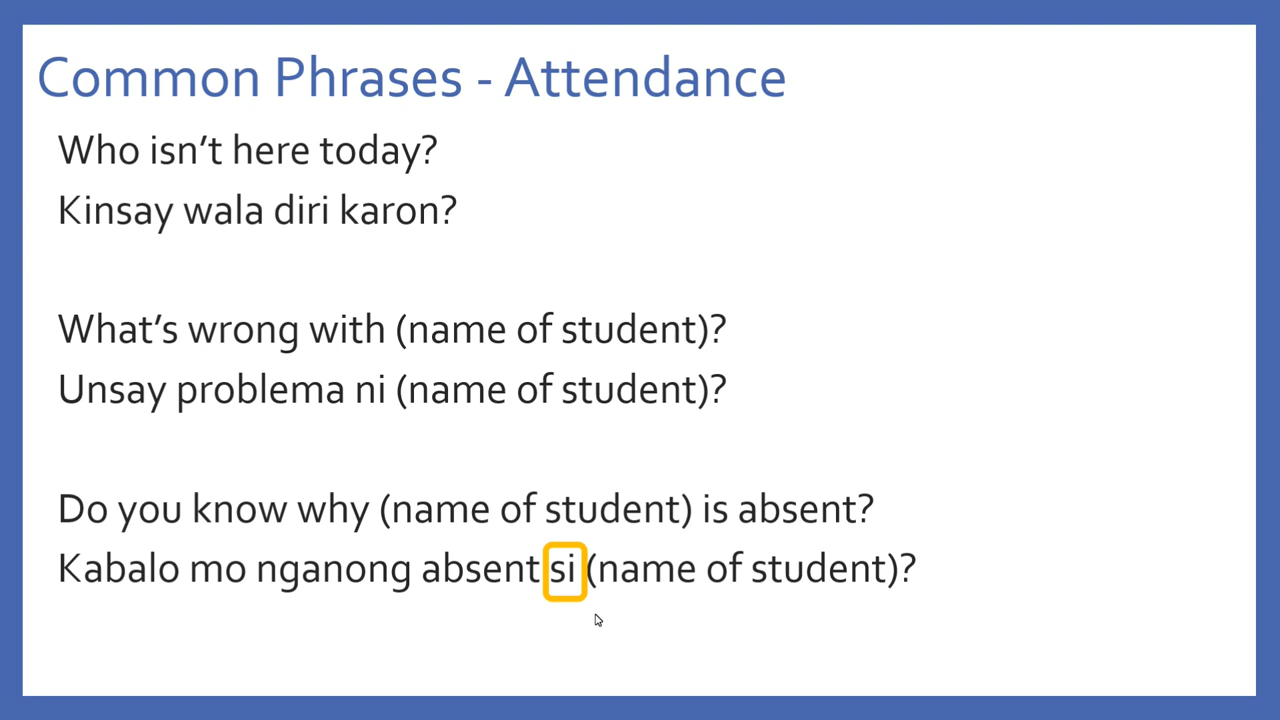 Common Phrases - Attendance
Who isn’t here today?
Kinsay wala diri karon?
What’s wrong with (name of student)?
Unsay problema ni (name of student)?
Do you know why (name of student) is absent?
Kabalo mo nganong absent si (name of student)?